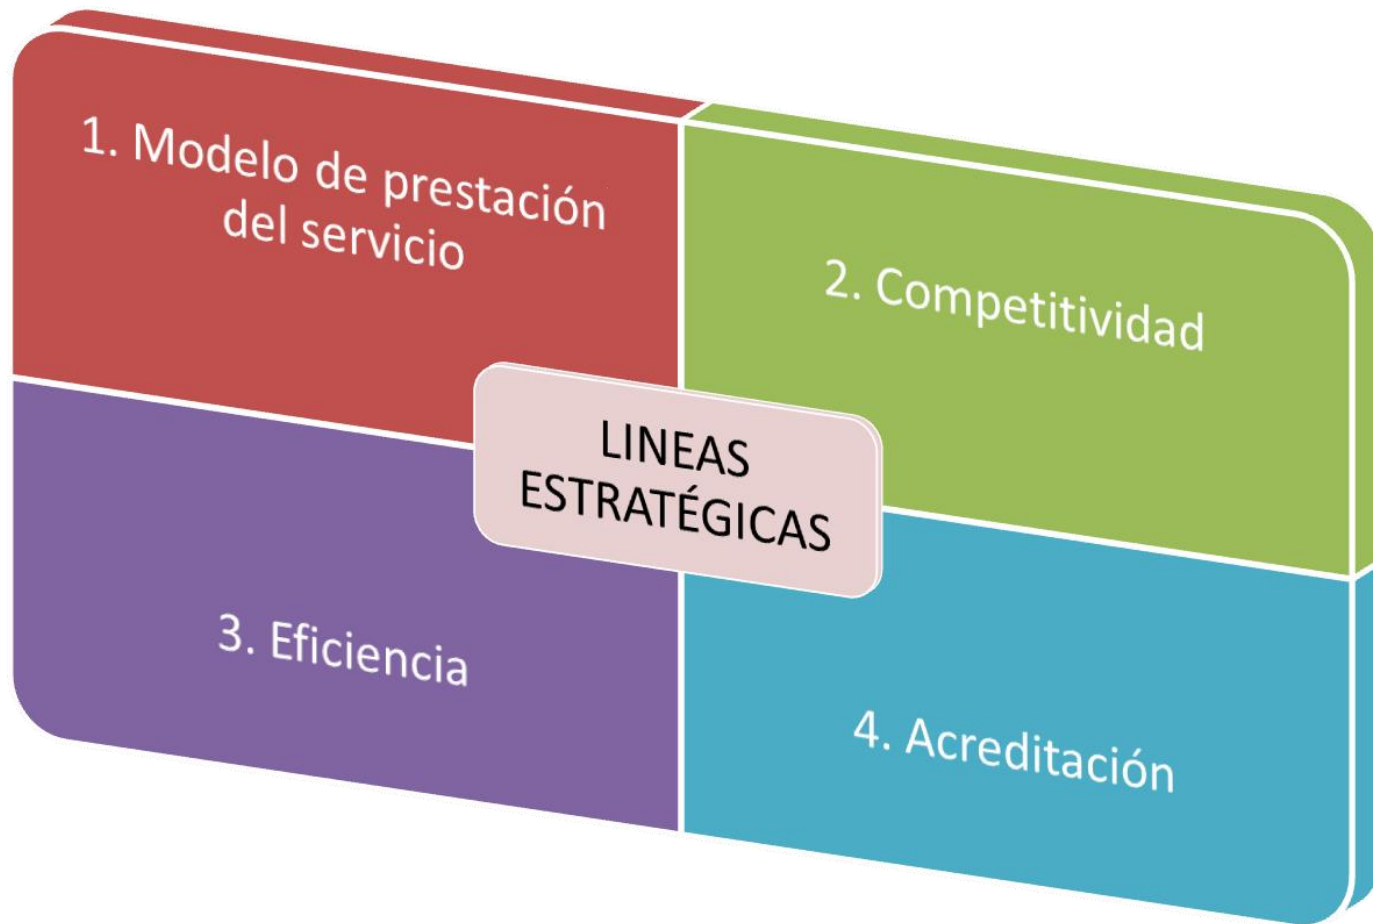 1. Modelo de prestación
del servicio
2. Competitividad
LINEAS
ESTRATÉGICAS
3. Eficiencia
4. Acreditación